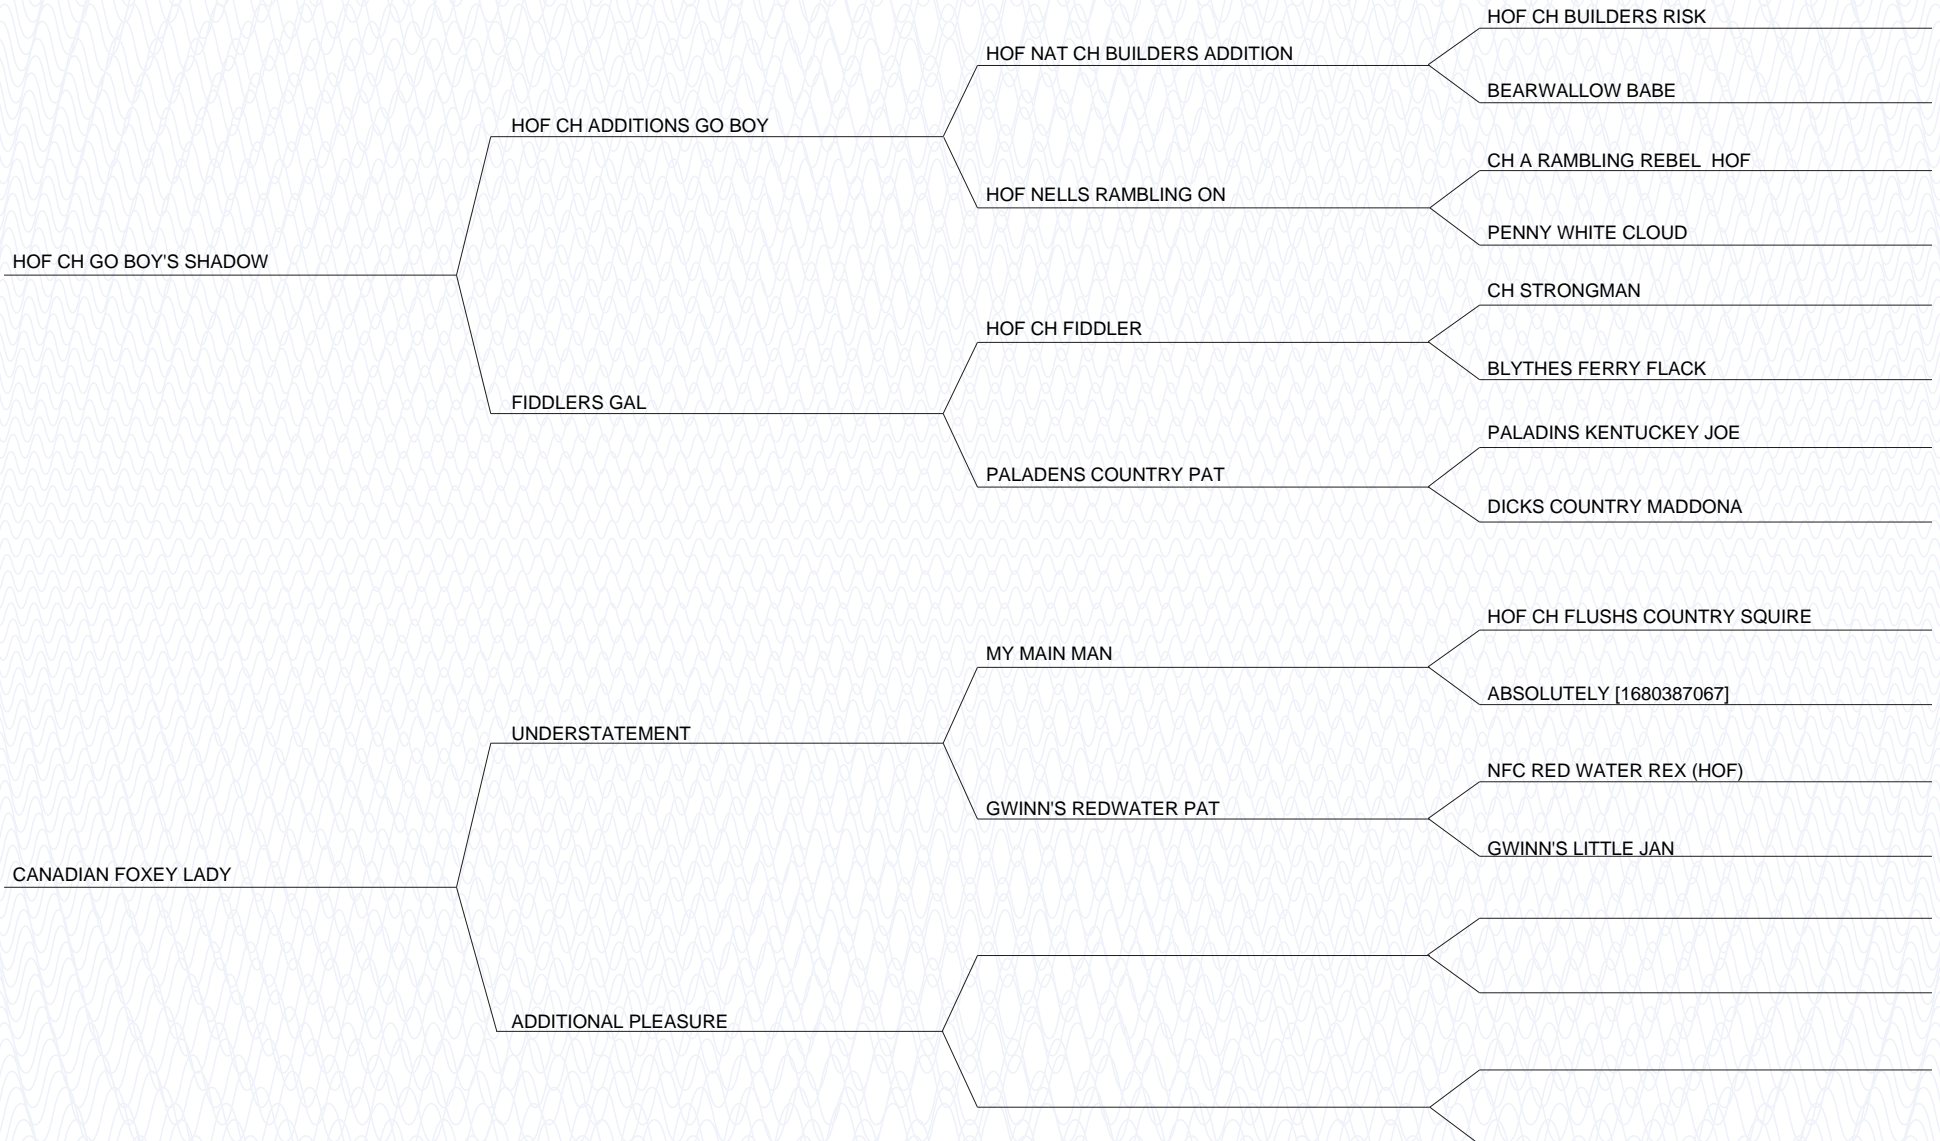 HOF CH BUILDERS RISK
HOF NAT CH BUILDERS ADDITION
BEARWALLOW BABE
HOF CH ADDITIONS GO BOY
CH A RAMBLING REBEL  HOF
HOF NELLS RAMBLING ON
PENNY WHITE CLOUD
HOF CH GO BOY'S SHADOW
CH STRONGMAN
HOF CH FIDDLER
BLYTHES FERRY FLACK
FIDDLERS GAL
PALADINS KENTUCKEY JOE
PALADENS COUNTRY PAT
DICKS COUNTRY MADDONA
HOF CH FLUSHS COUNTRY SQUIRE
MY MAIN MAN
ABSOLUTELY [1680387067]
UNDERSTATEMENT
NFC RED WATER REX (HOF)
GWINN'S REDWATER PAT
GWINN'S LITTLE JAN
CANADIAN FOXEY LADY
ADDITIONAL PLEASURE